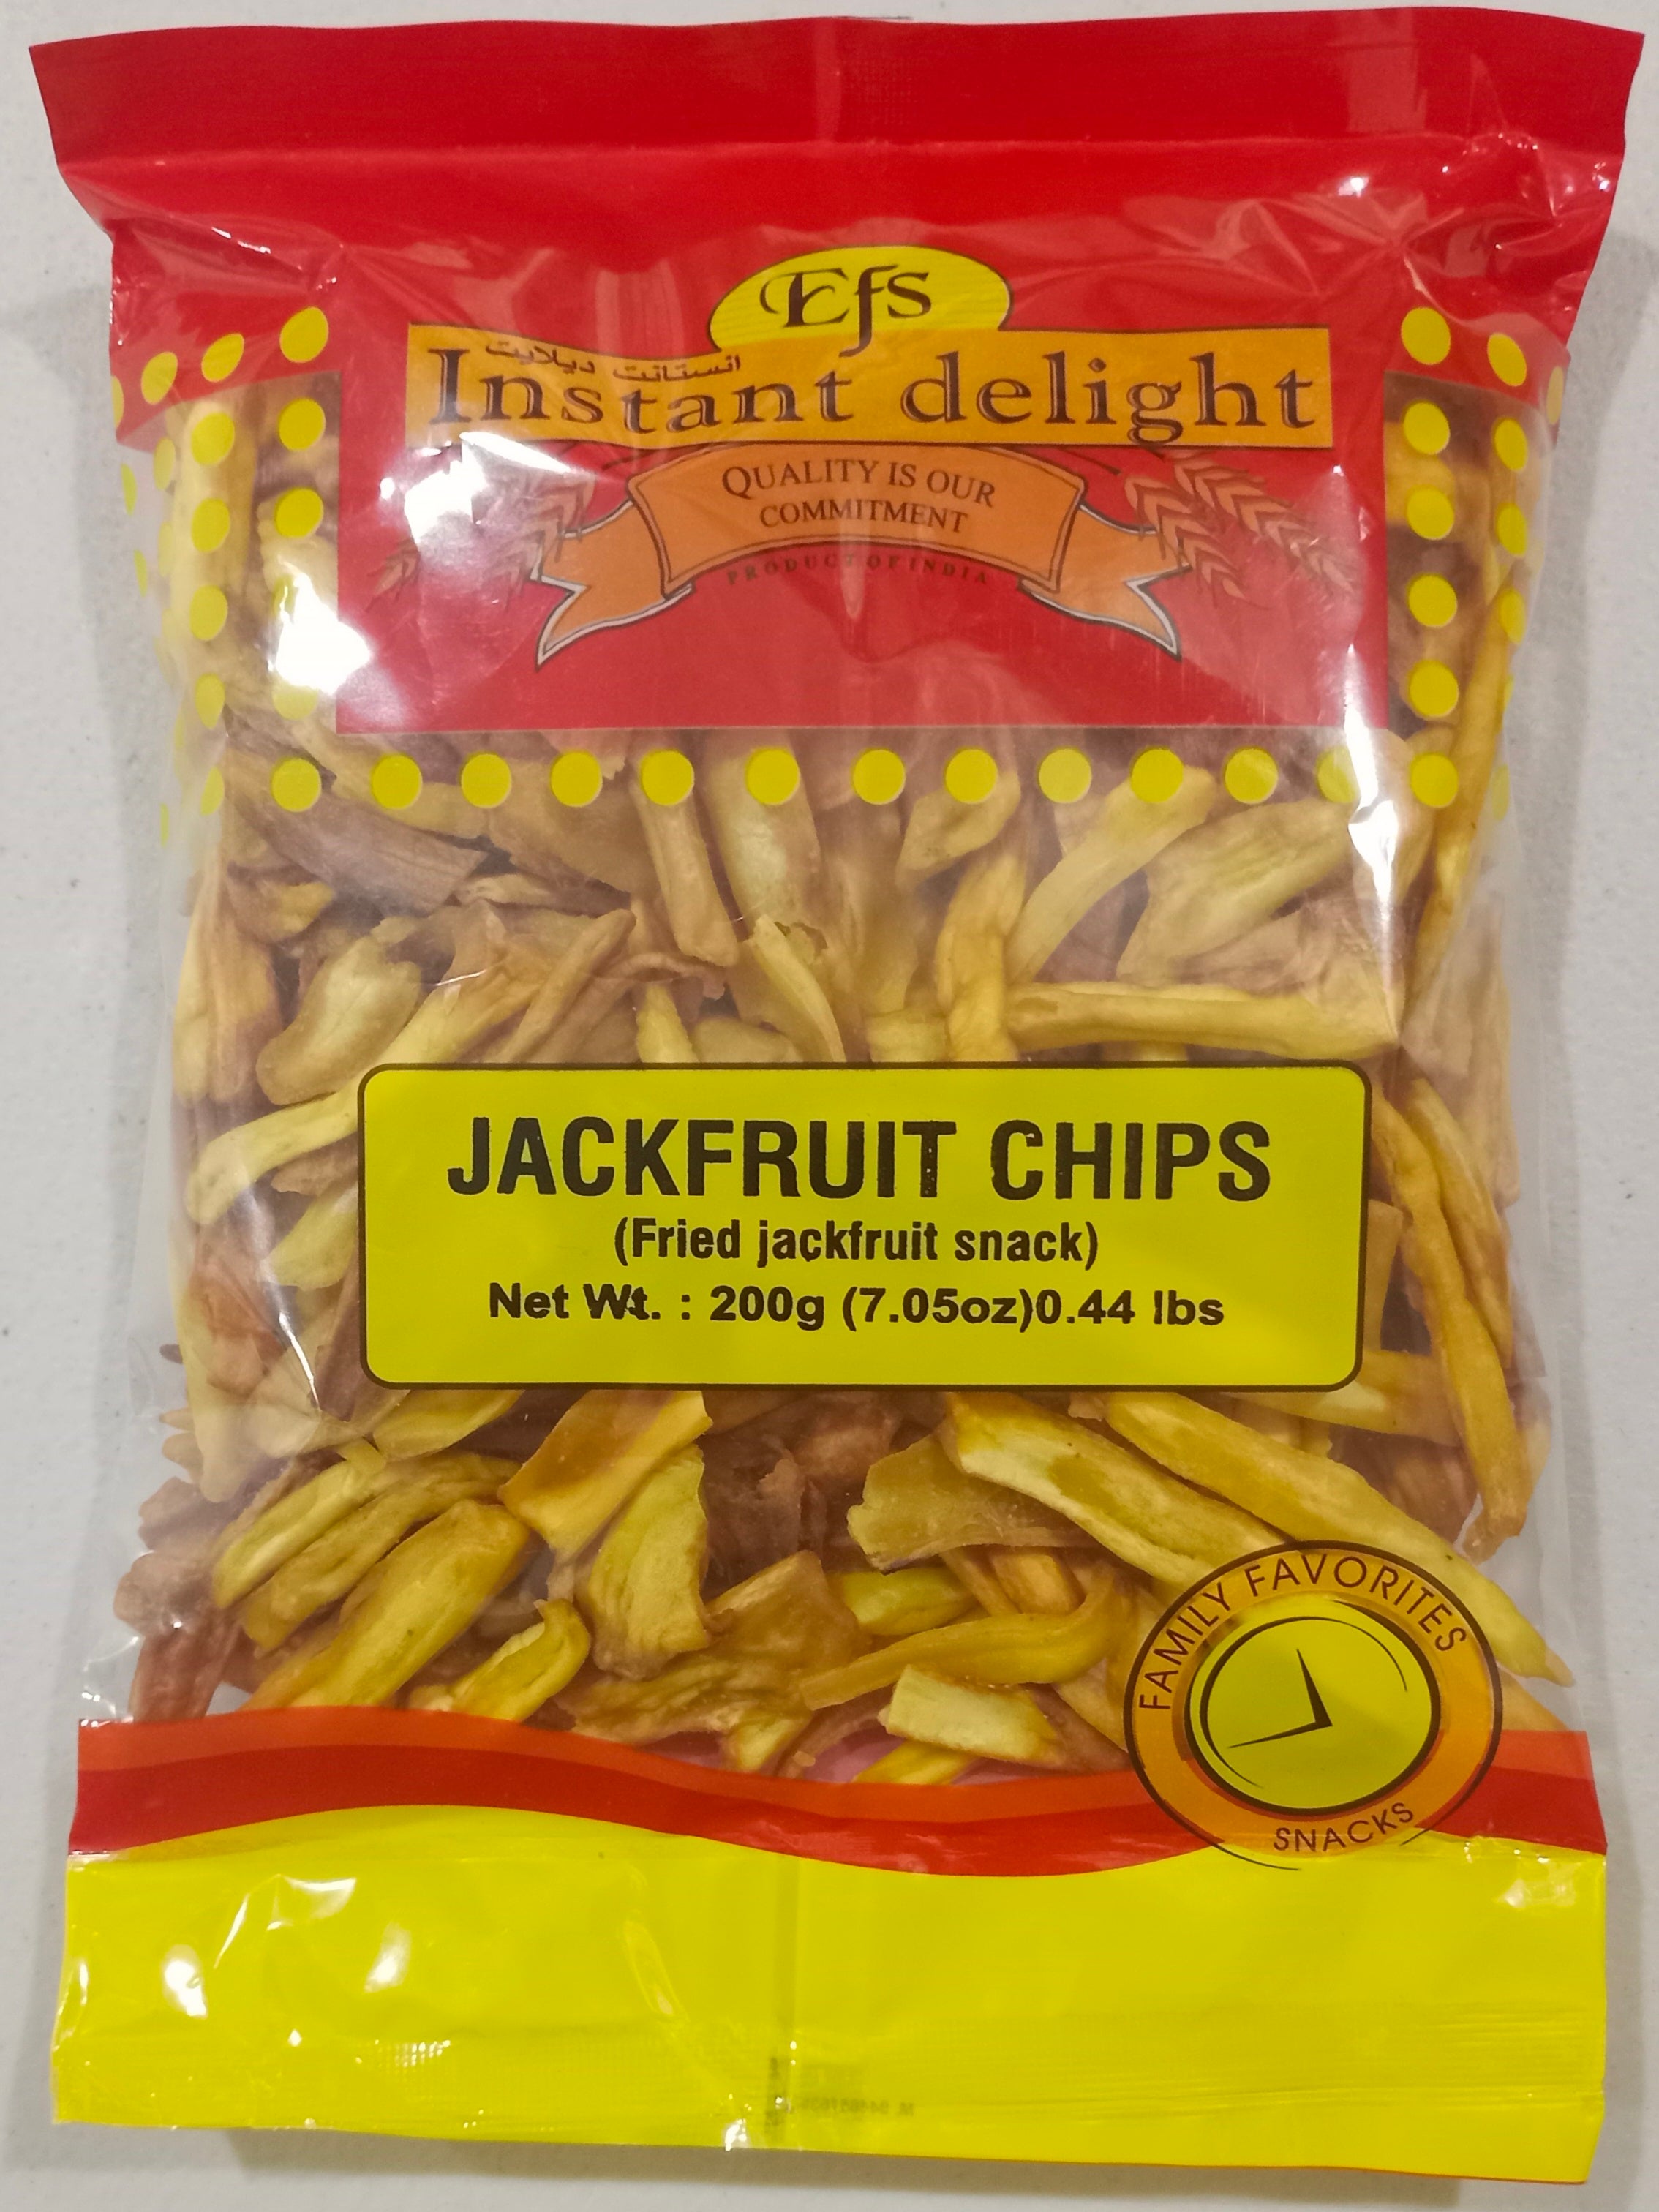 Efs
انستانت ديلايت
Instant delight
QUALITY IS OUR
COMMITMENT
PRODUCT OF INDIA
JACKFRUIT CHIPS
(Fried jackfruit snack)
Net Wt. : 200g (7.05oz)0.44 lbs
FAMILY FAVORITES
SNACKS